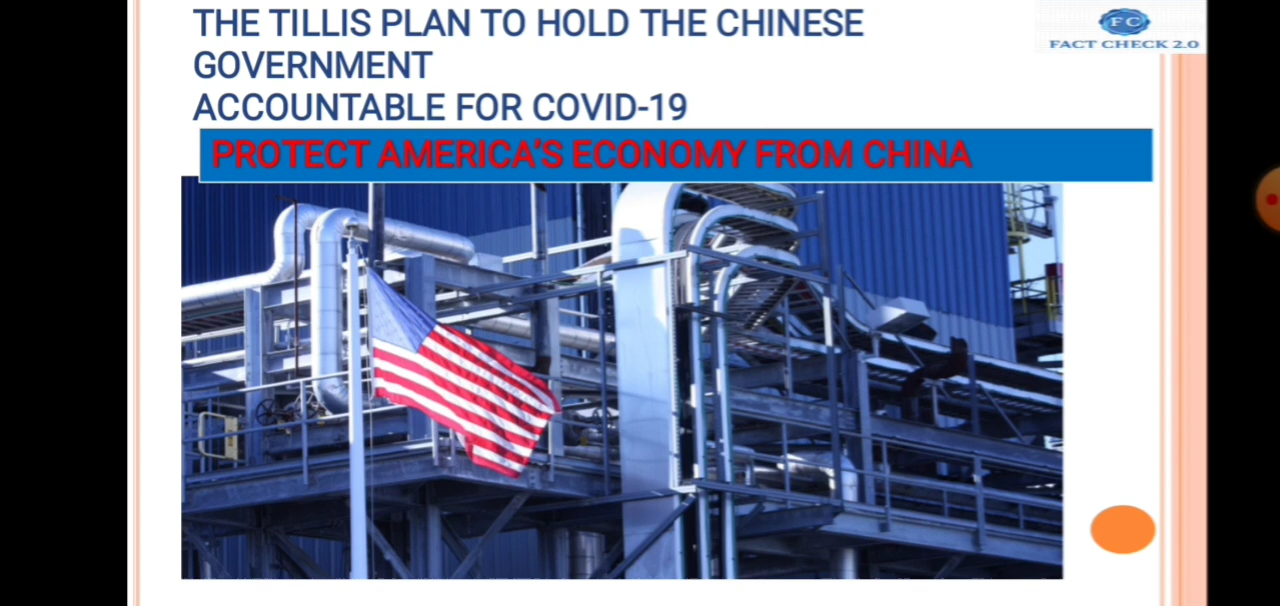 THE TILLIS PLAN TO HOLD THE CHINESE
GOVERNMENT
ACCOUNTABLE FOR COVID-19
FC
FACT CHECK 2.0
PROTECT AMERICA'S ECONOMY FROM CHINA